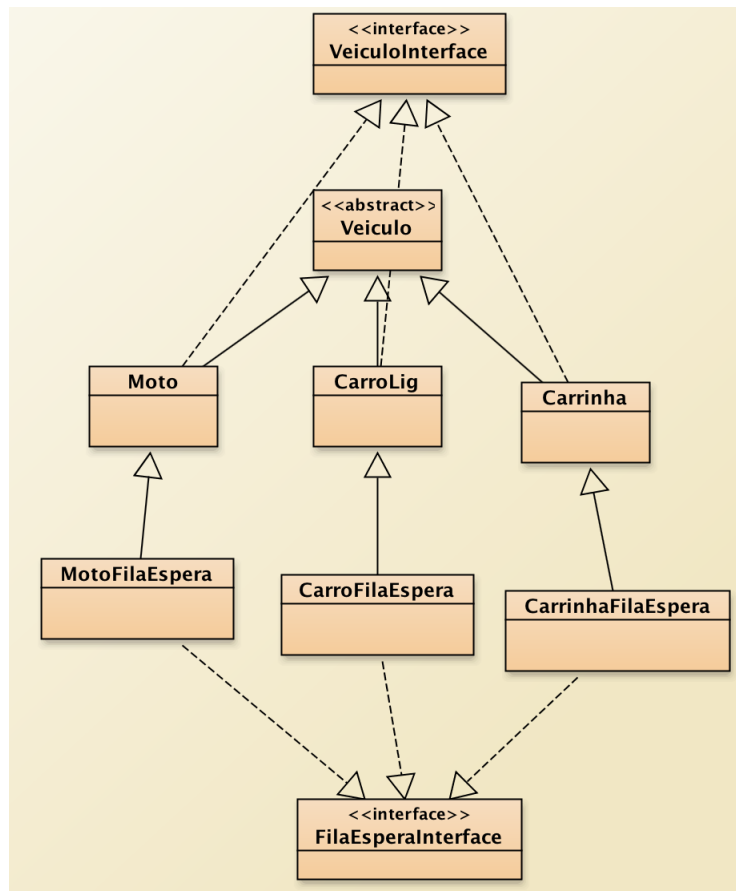 <<interface>>
VeiculoInterface
<<abstract>>
Veiculo
Moto
CarroLig
Carrinha
MotoFilaEspera
CarroFilaEspera
CarrinhaFilaEspera
<<interface>>
FilaEsperaInterface